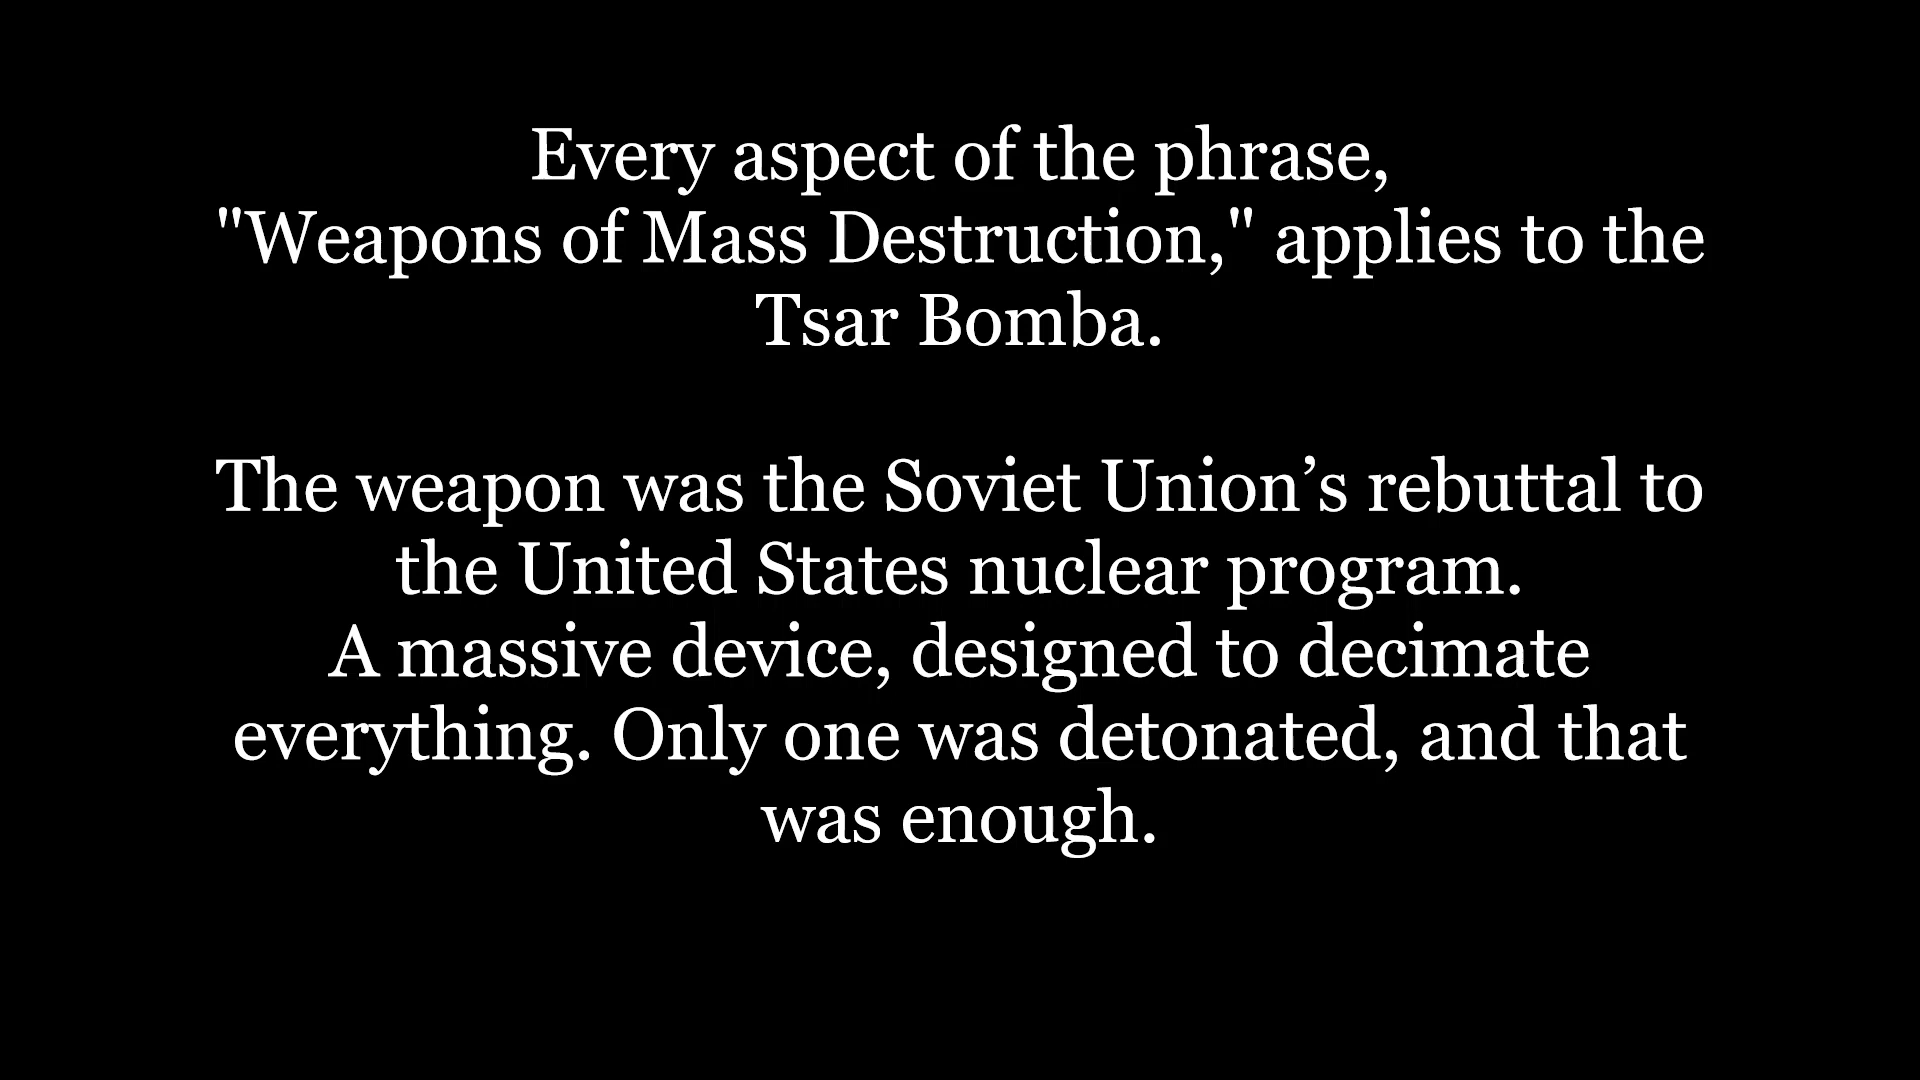 Every aspect of the phrase,
"Weapons of Mass Destruction," applies to the
Tsar Bomba.
The weapon was the Soviet Union’s rebuttal to
the United States nuclear program.
A massive device, designed to decimate
everything. Only one was detonated, and that
was enough.